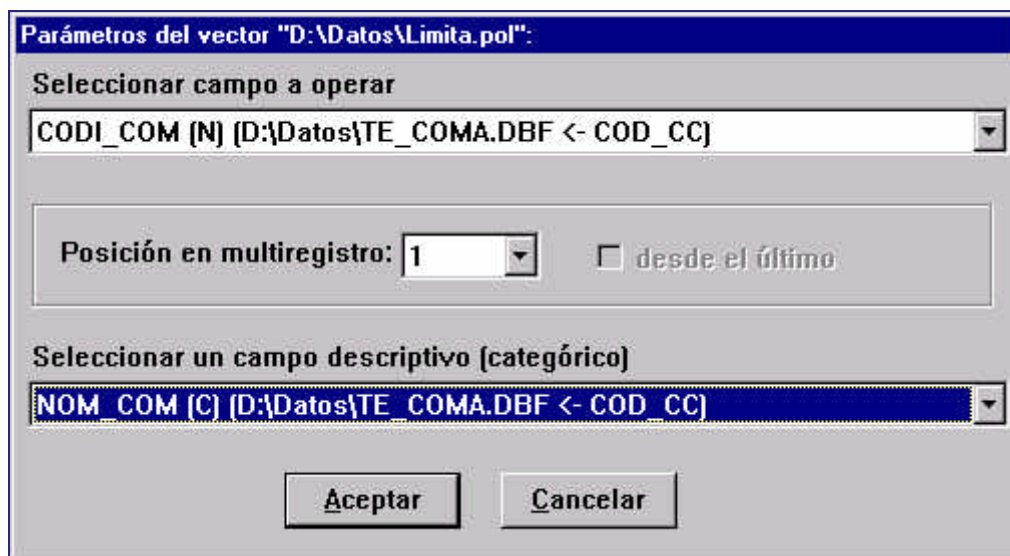 Parámetros del vector "D:\Datos\Limita.pol":
Seleccionar campo a operar
CODI_COM (N) (D:\Datos\TE_COMA.DBF <- COD_CC)
Posición en multiregistro: 1 desde el último
Seleccionar un campo descriptivo (categórico)
NOM_COM (C) (D:\Datos\TE_COMA.DBF <- COD_CC)
Aceptar Cancelar